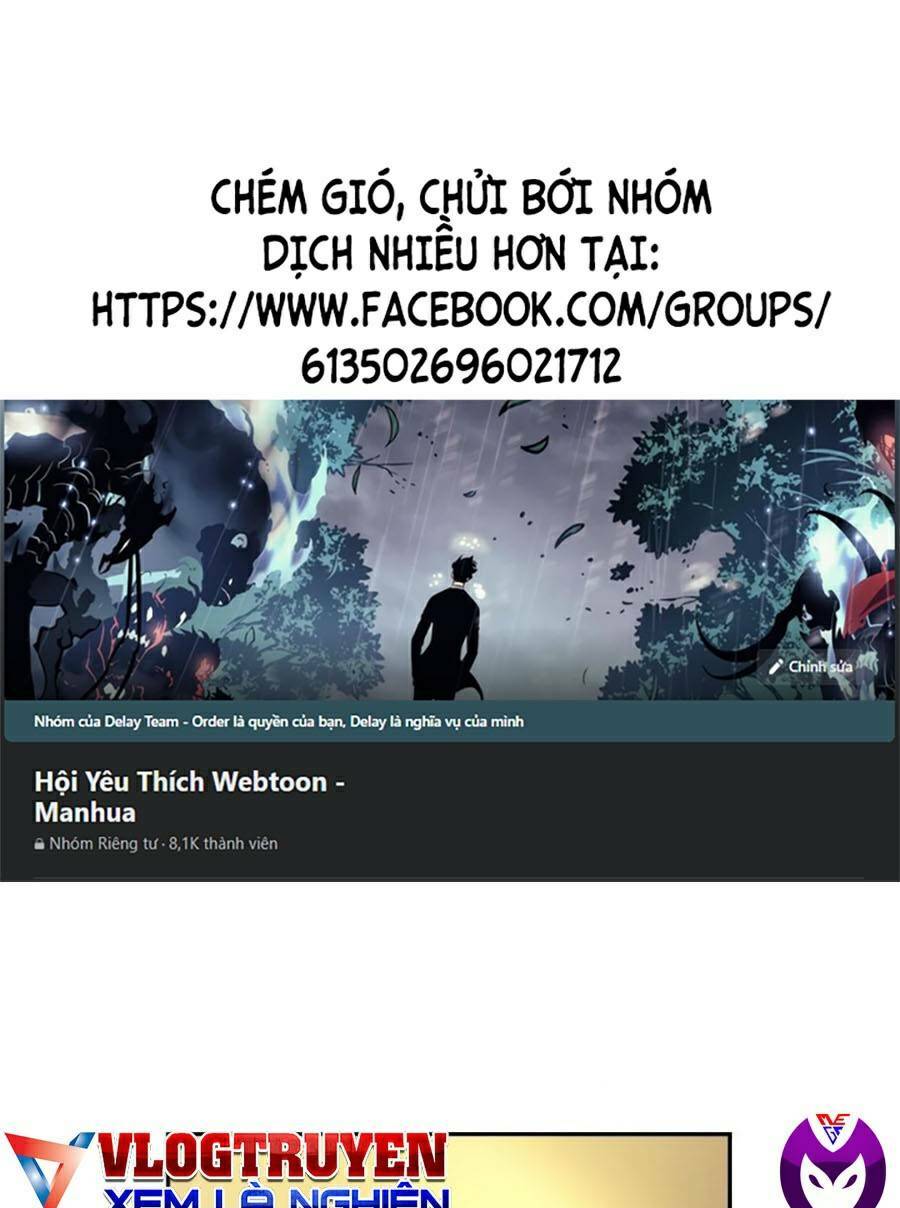 CHÉM GIÓ, CHỬI BỚI NHÓM
DỊCH NHIỀU HƠN TẠI:
HTTPS://WWW.FACEBOOK.COM/GROUPS/
613502696021712
Chỉnh sửa
Nhóm của Delay Team - Order là quyền của bạn, Delay là nghĩa vụ của mình
Hội Yêu Thích Webtoon -
Manhua
Nhóm Riêng tư · 8,1K thành viên
VLOGTRUYEN
XEM LÀ NGHIỆN